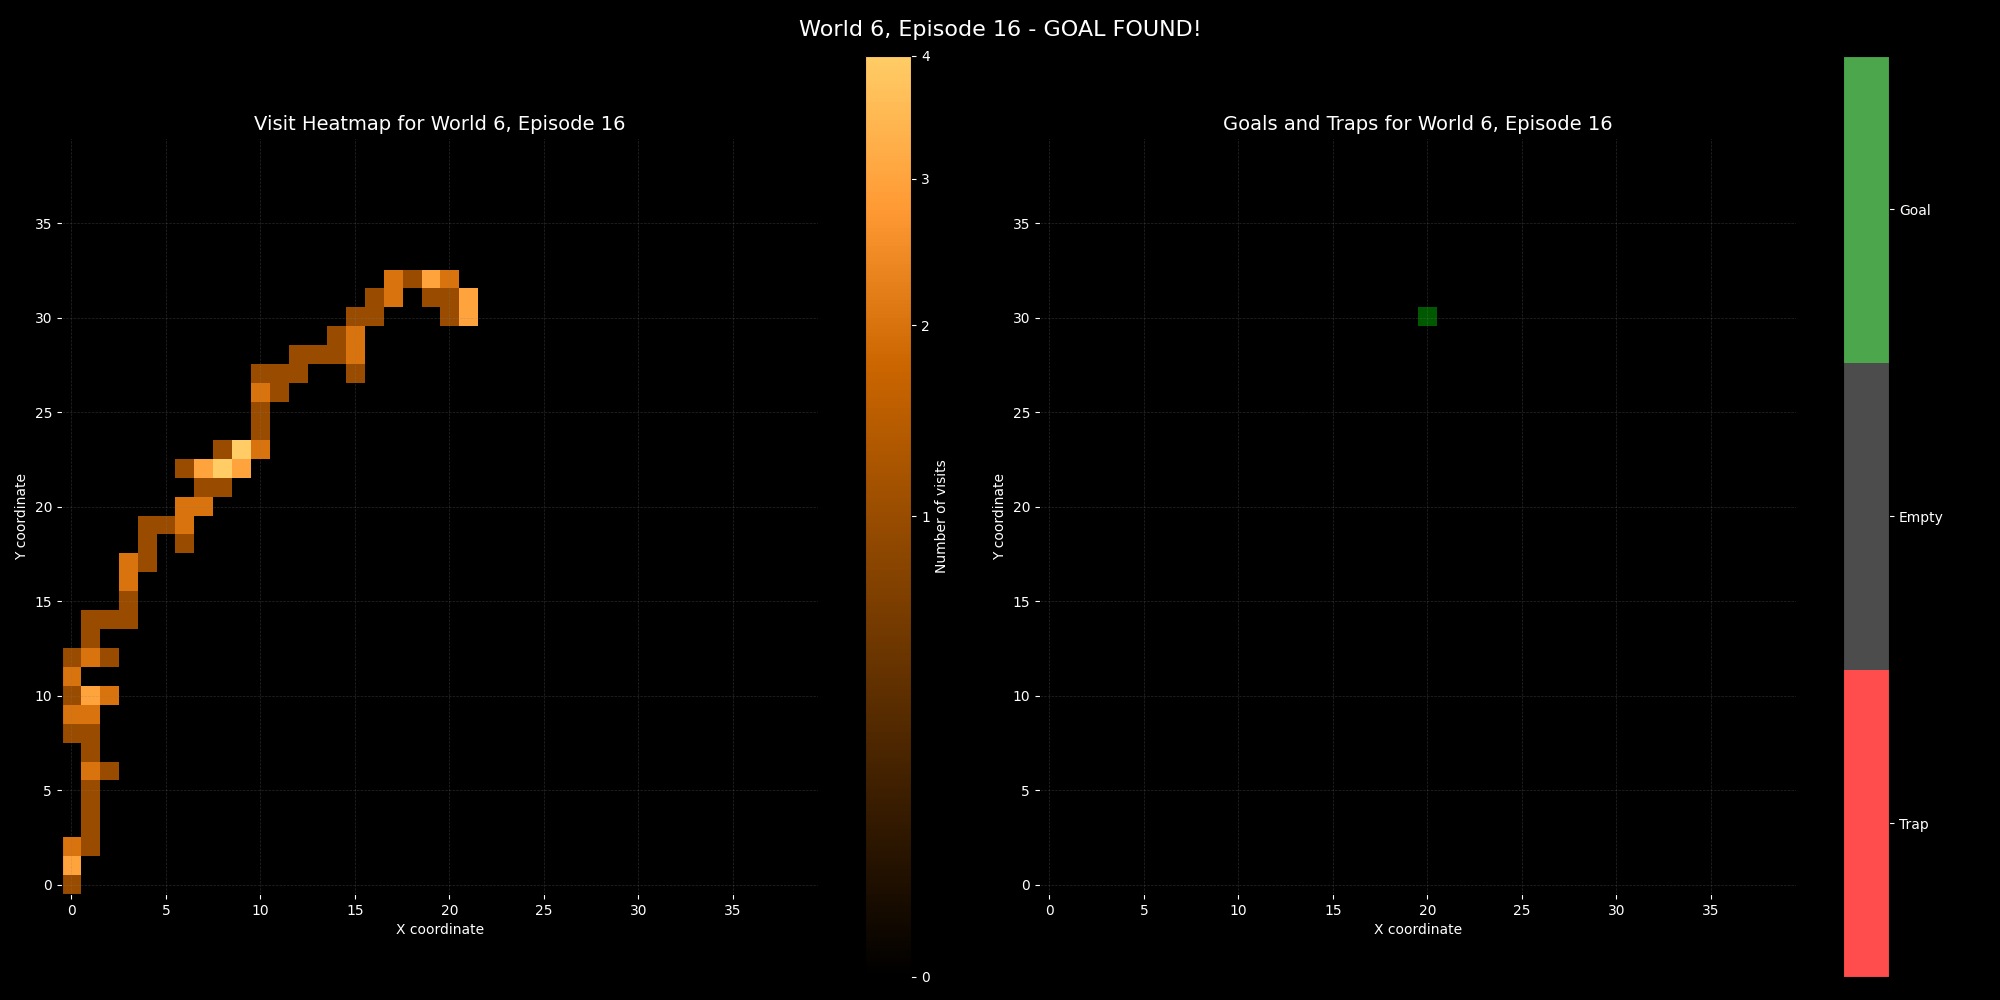 World 6, Episode 16 - GOAL FOUND!
Visit Heatmap for World 6, Episode 16
35
30
25
20
15
10
5
0
Y coordinate
0 5 10 15 20 25 30 35
X coordinate
4
3
2
1
0
Number of visits
Goals and Traps for World 6, Episode 16
35
30
25
20
15
10
5
0
Y coordinate
0 5 10 15 20 25 30 35
X coordinate
Goal
Empty
Trap